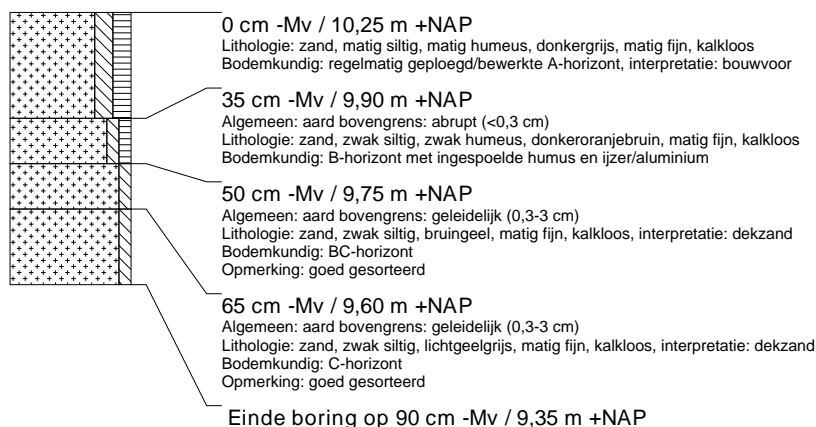 0 cm -Mv / 10,25 m +NAP
Lithologie: zand, matig siltig, matig humeus, donkergrijs, matig fijn, kalkloos
Bodemkundig: regelmatig geploegd/bewerkte A-horizont, interpretatie: bouwvoor
35 cm -Mv / 9,90 m +NAP
Algemeen: aard bovengrens: abrupt (<0,3 cm)
Lithologie: zand, zwak siltig, zwak humeus, donkeroranjebruin, matig fijn, kalkloos
Bodemkundig: B-horizont met ingespoelde humus en ijzer/aluminium
50 cm -Mv / 9,75 m +NAP
Algemeen: aard bovengrens: geleidelijk (0,3-3 cm)
Lithologie: zand, zwak siltig, bruingeel, matig fijn, kalkloos, interpretatie: dekzand
Bodemkundig: BC-horizont
Opmerking: goed gesorteerd
65 cm -Mv / 9,60 m +NAP
Algemeen: aard bovengrens: geleidelijk (0,3-3 cm)
Lithologie: zand, zwak siltig, lichtgeelgrijs, matig fijn, kalkloos, interpretatie: dekzand
Bodemkundig: C-horizont
Opmerking: goed gesorteerd
Einde boring op 90 cm -Mv / 9,35 m +NAP